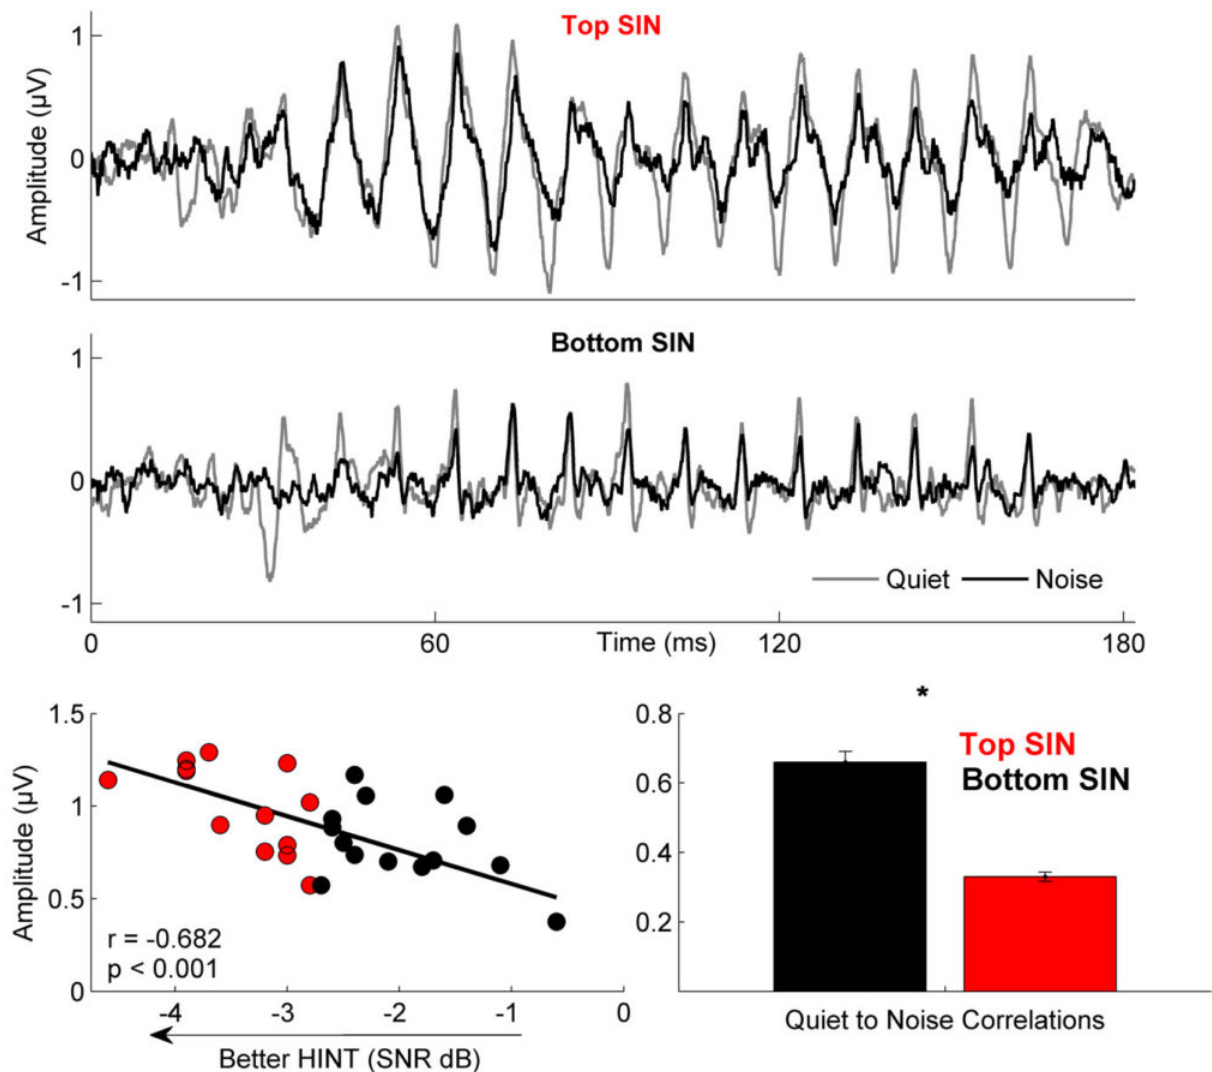 Top SIN
1
0
-1
Amplitude (µV)
Bottom SIN
1
0
-1
Quiet
Noise
0
60
Time (ms)
120
180
1.5
1
0.5
0
Amplitude (µV)
r = -0.682
p < 0.001
-4
-3
-2
-1
0
Better HINT (SNR dB)
*
0.8
0.6
0.4
0.2
Top SIN
Bottom SIN
Quiet to Noise Correlations